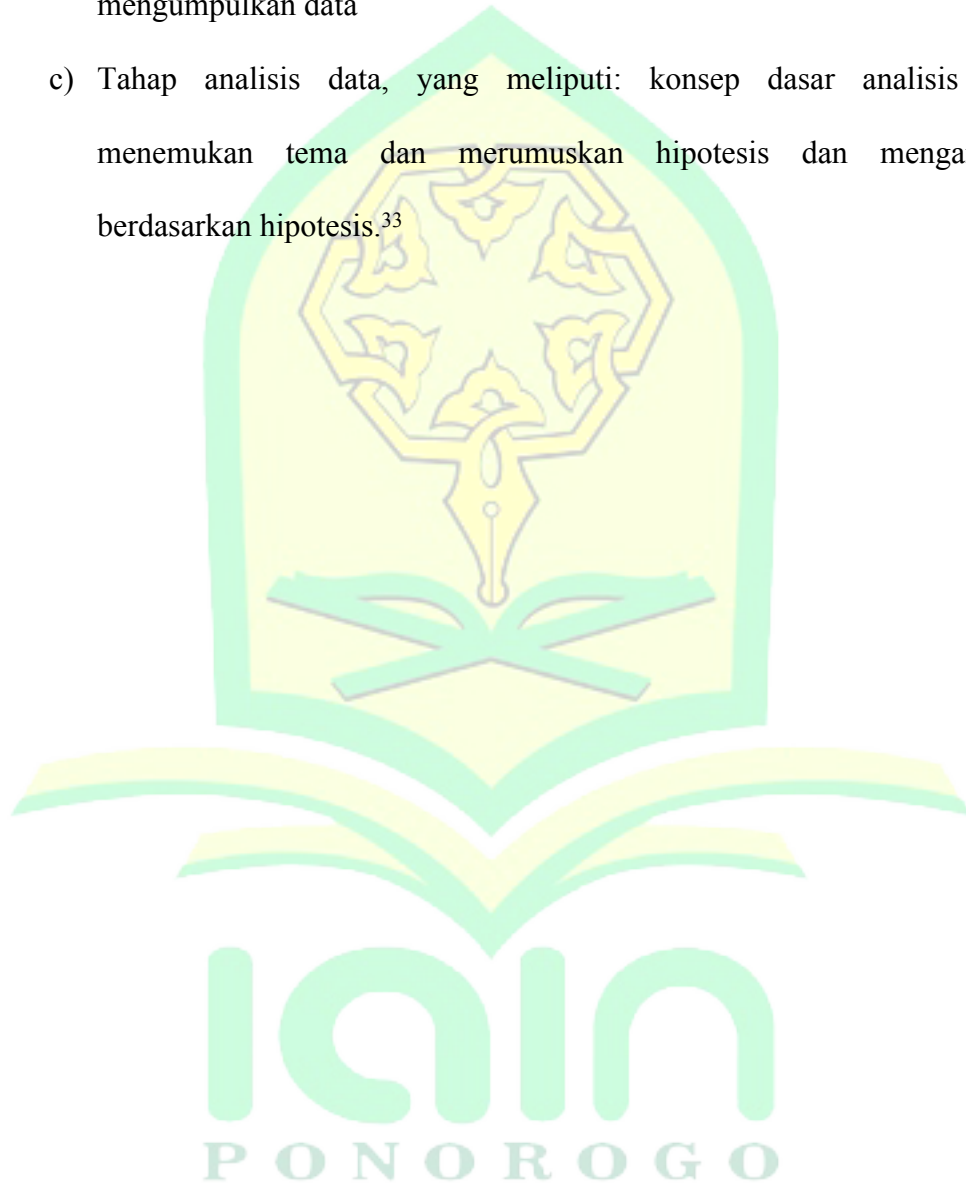 mengumpulkan data
c) Tahap analisis data, yang meliputi: konsep dasar analisis
menemukan tema dan merumuskan hipotesis dan menga
berdasarkan hipotesis.33
iain
PONOROGO